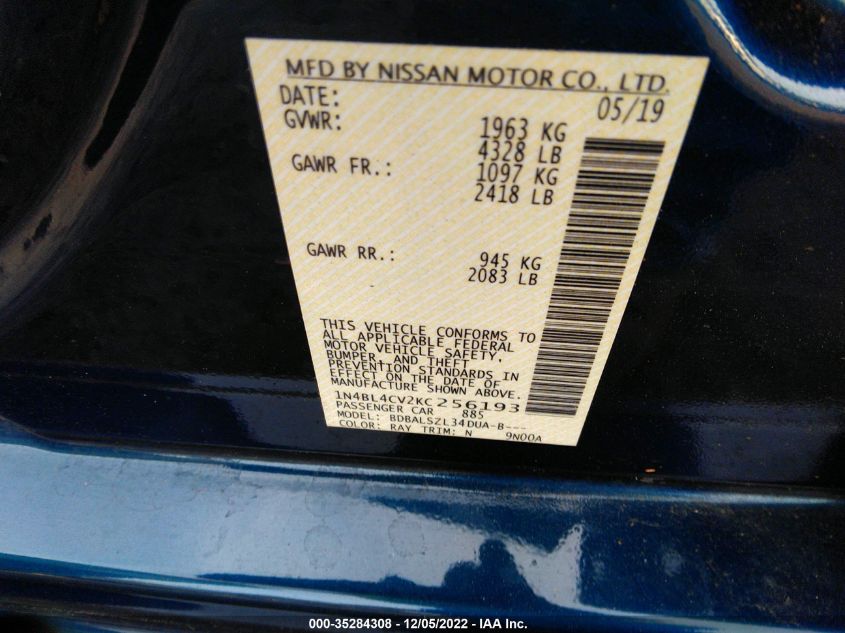 MFD BY NISSAN MOTOR CO., LTD.
DATE: 05/19
GVWR: 1963 KG
4328 LB
GAWR FR.: 1097 KG
2418 LB
GAWR RR.: 945 KG
2083 LB
THIS VEHICLE CONFORMS TO
ALL APPLICABLE FEDERAL
MOTOR VEHICLE SAFETY,
BUMPER, AND THEFT
PREVENTION STANDARDS IN
EFFECT ON THE DATE OF
MANUFACTURE SHOWN ABOVE.
1N4BL4CV2KC256193
PASSENGER CAR 885
MODEL: BDBALSZL34DUA-B---
COLOR: RAY TRIM: N 9N00A
000-35284308 - 12/05/2022 - IAA Inc.